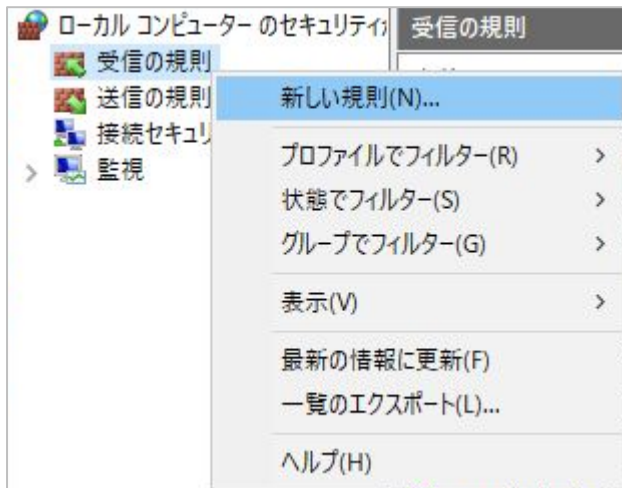 ローカル コンピューター のセキュリティ
受信の規則
受信の規則
送信の規則
接続セキュリ
監視
新しい規則(N)...
プロファイルでフィルター(R)
状態でフィルター(S)
グループでフィルター(G)
表示(V)
最新の情報に更新(F)
一覧のエクスポート(L)...
ヘルプ(H)